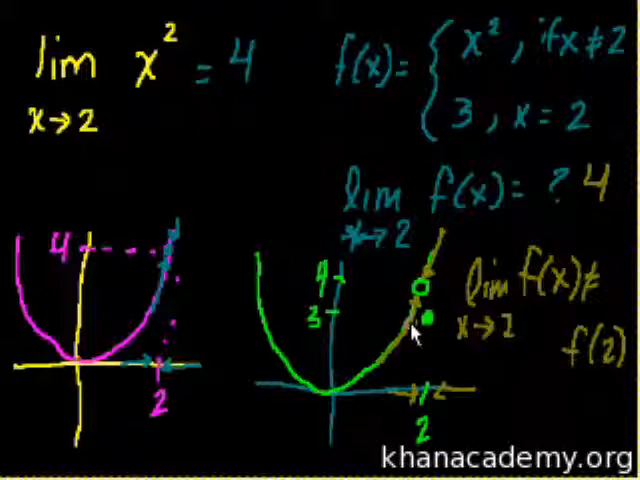 lim x² = 4
x→2
f(x) = { x², if x ≠ 2
3, x = 2
lim f(x) = ? 4
x→2
4
2
4
3
2
lim f(x) ≠
x→2
f(2)
khanacademy.org